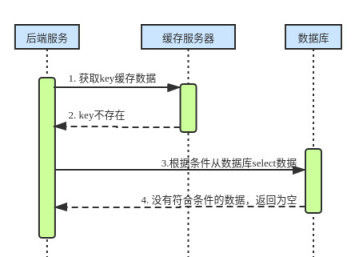 后端服务
缓存服务器
数据库
1. 获取key缓存数据
2. key不存在
3.根据条件从数据库select数据
4. 没有符合条件的数据，返回为空